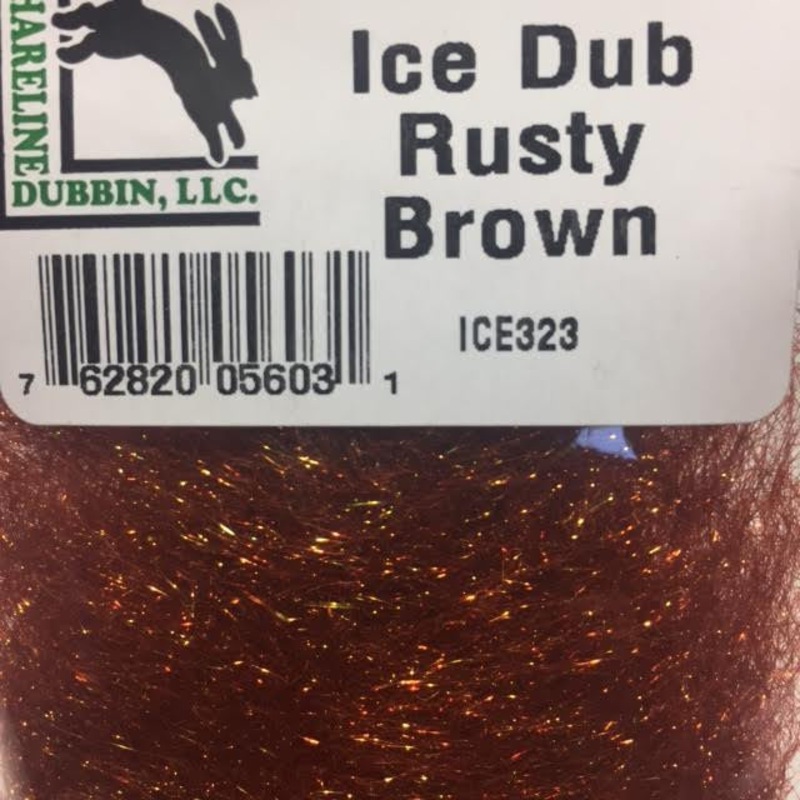 HARELINE
DUBBIN, LLC.
Ice Dub
Rusty
Brown
ICE323
7 62820 05603 1